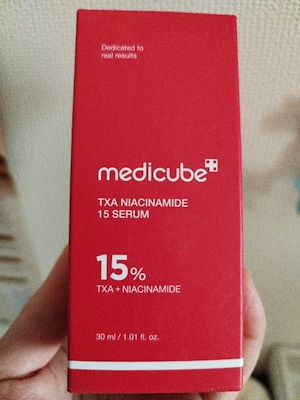 Dedicated to
real results
medicube
TXA NIACINAMIDE
15 SERUM
15%
TXA + NIACINAMIDE
30 ml / 1.01 fl. oz.